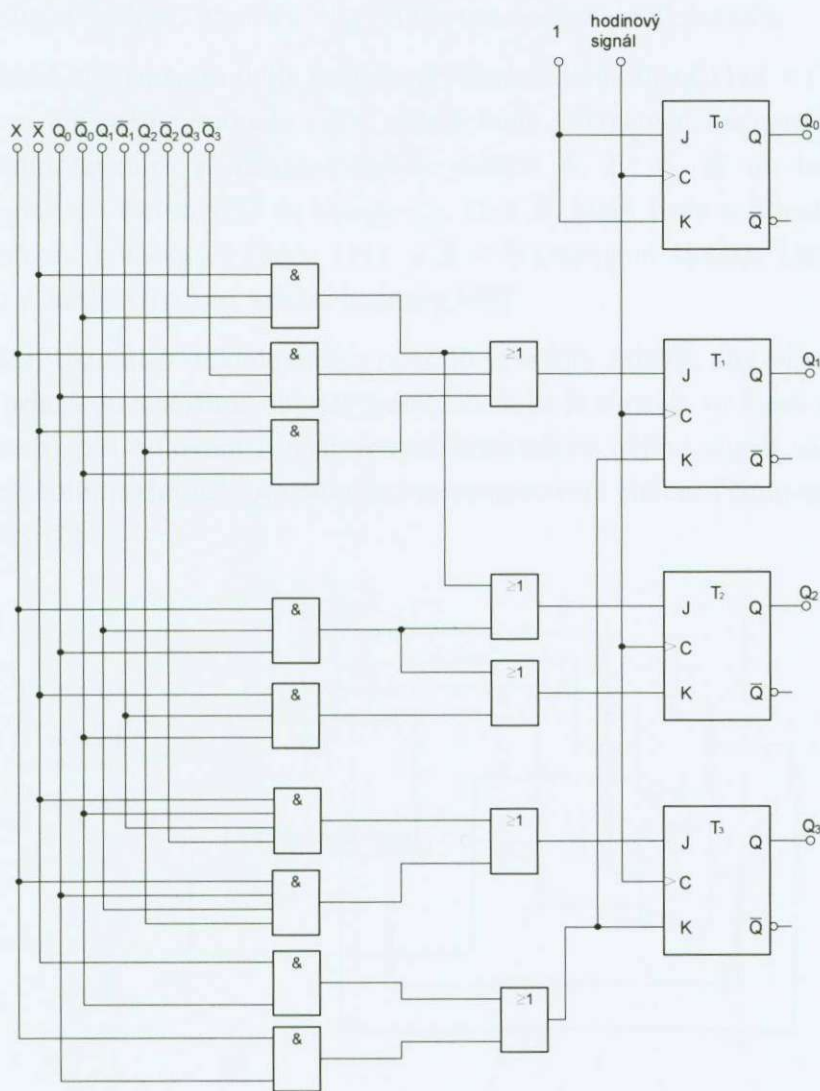 1 hodinový
signál
X X̄ Q₀ Q̄₀ Q₁ Q̄₁ Q₂ Q̄₂ Q₃ Q̄₃
T₀
J Q Q₀
C
K Q̄
&
&
≥1
T₁
J Q Q₁
C
K Q̄
&
&
≥1
T₂
J Q Q₂
C
K Q̄
≥1
&
&
≥1
T₃
J Q Q₃
C
K Q̄
&
&
≥1
&